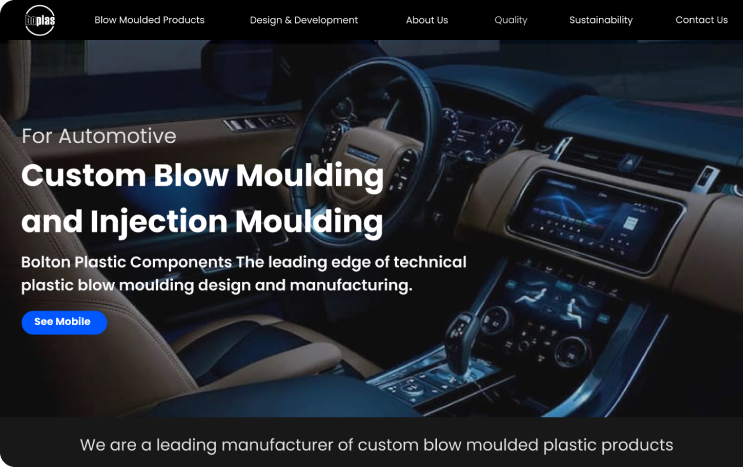 boplas
Blow Moulded Products Design & Development About Us Quality Sustainability Contact Us
For Automotive
Custom Blow Moulding
and Injection Moulding
Bolton Plastic Components The leading edge of technical
plastic blow moulding design and manufacturing.
See Mobile
We are a leading manufacturer of custom blow moulded plastic products